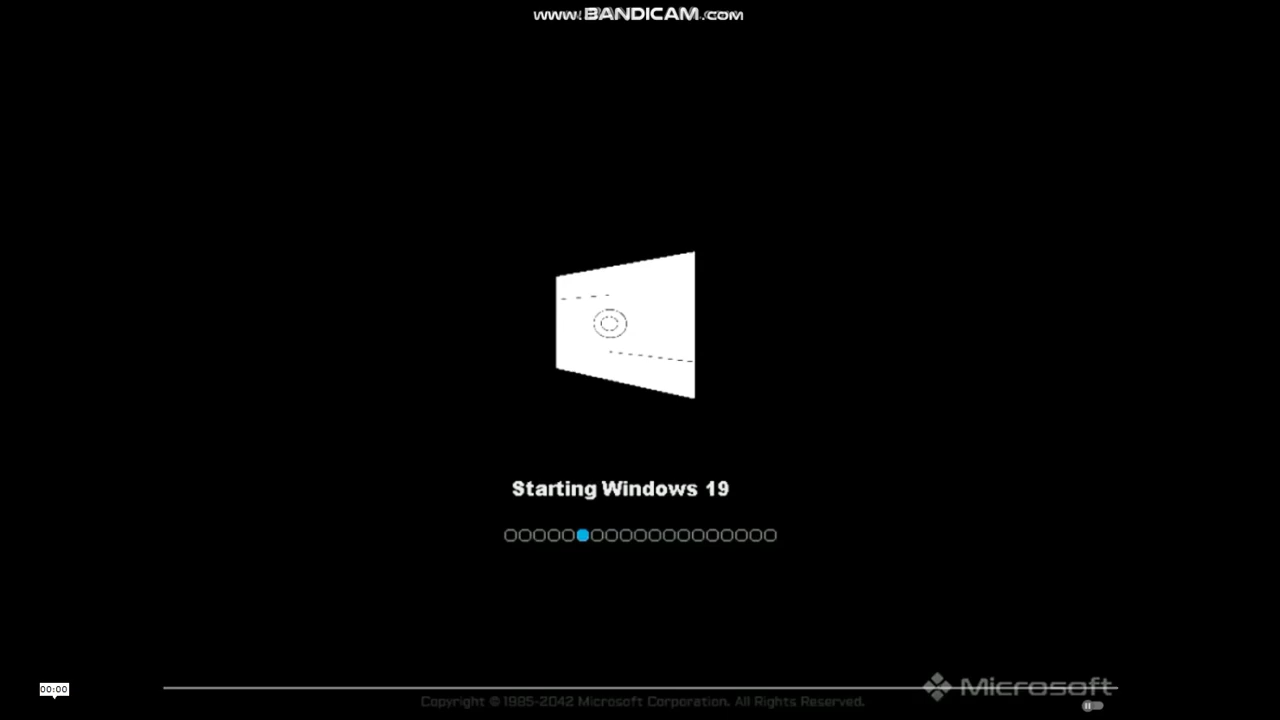 www.BANDICAM.com
Starting Windows 19
00:00
Microsoft
Copyright © 1985-2042 Microsoft Corporation. All Rights Reserved.